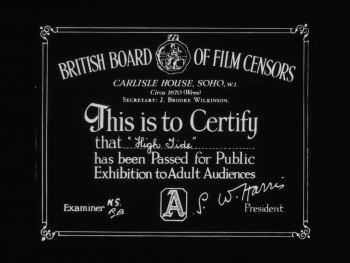 BRITISH BOARD OF FILM CENSORS
CARLISLE HOUSE, SOHO, W.1.
Circa 1670 (Wren)
SECRETARY: J. BROOKE WILKINSON.
This is to Certify
that "High Tide"
has been Passed for Public
Exhibition to Adult Audiences
Examiner N.S.
A
S. W. Harris
President.